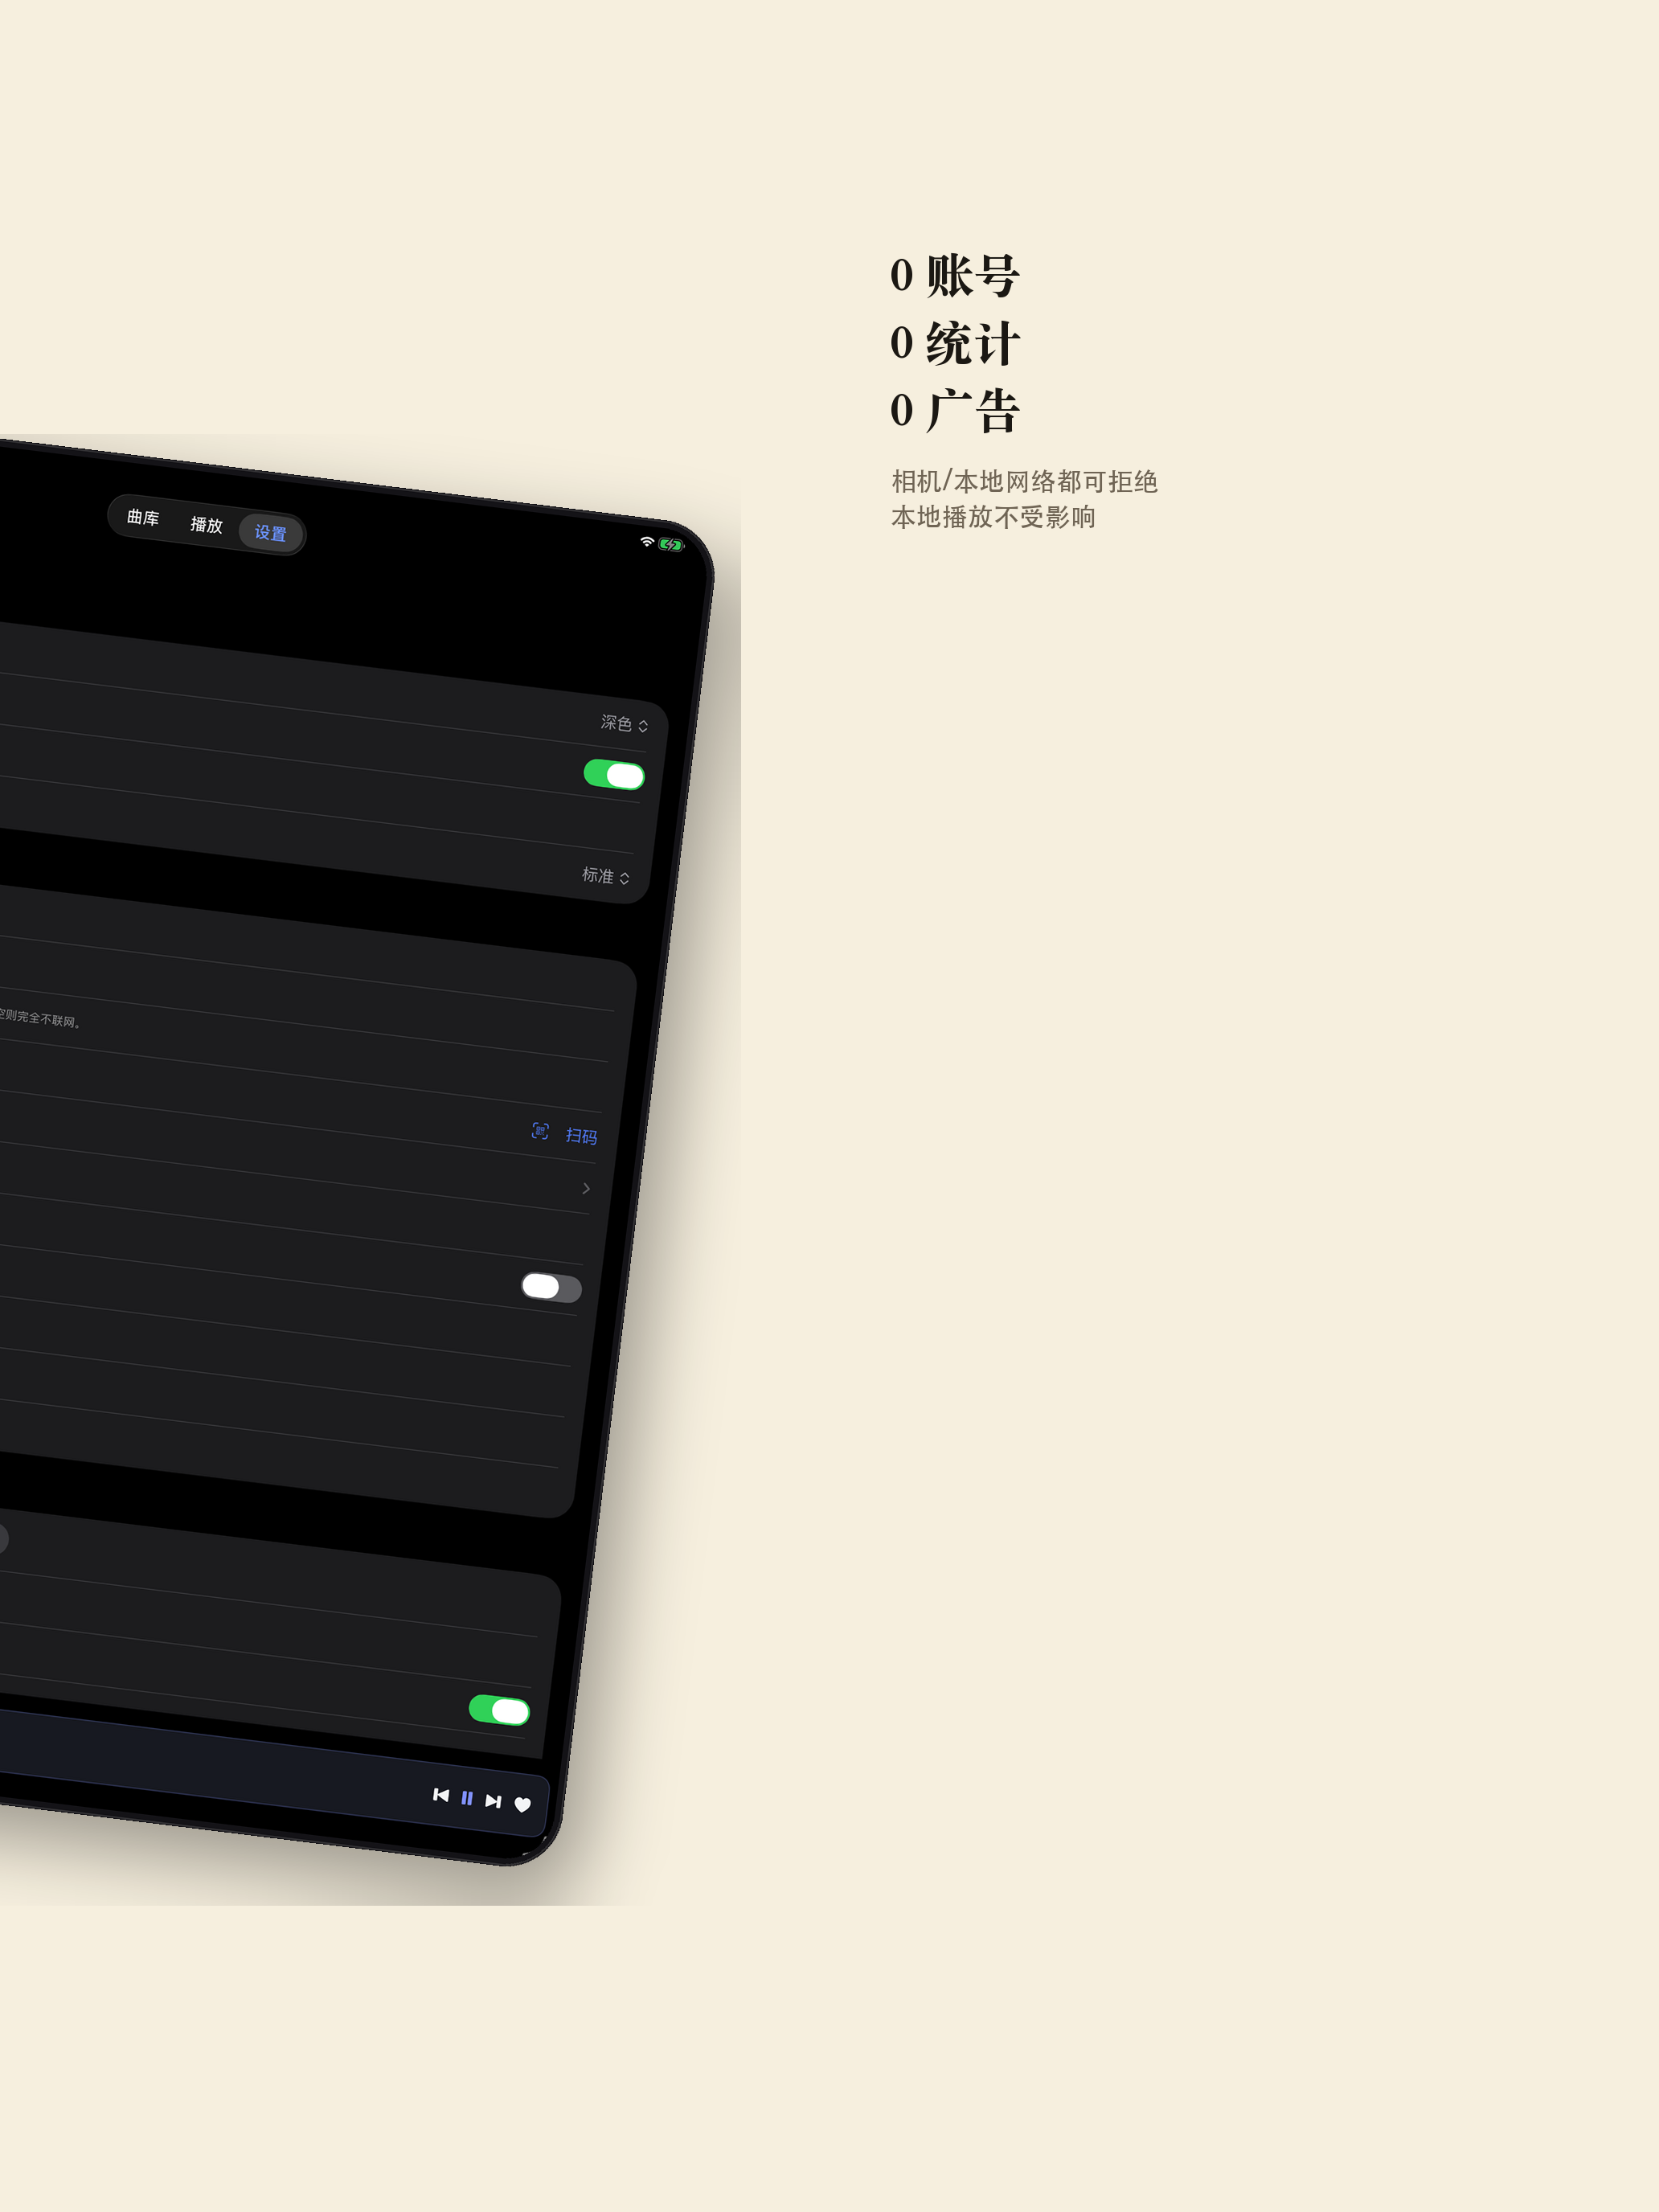 0 账号
0 统计
0 广告
相机/本地网络都可拒绝
本地播放不受影响
曲库 播放 设置
深色
标准
则完全不联网。
扫码